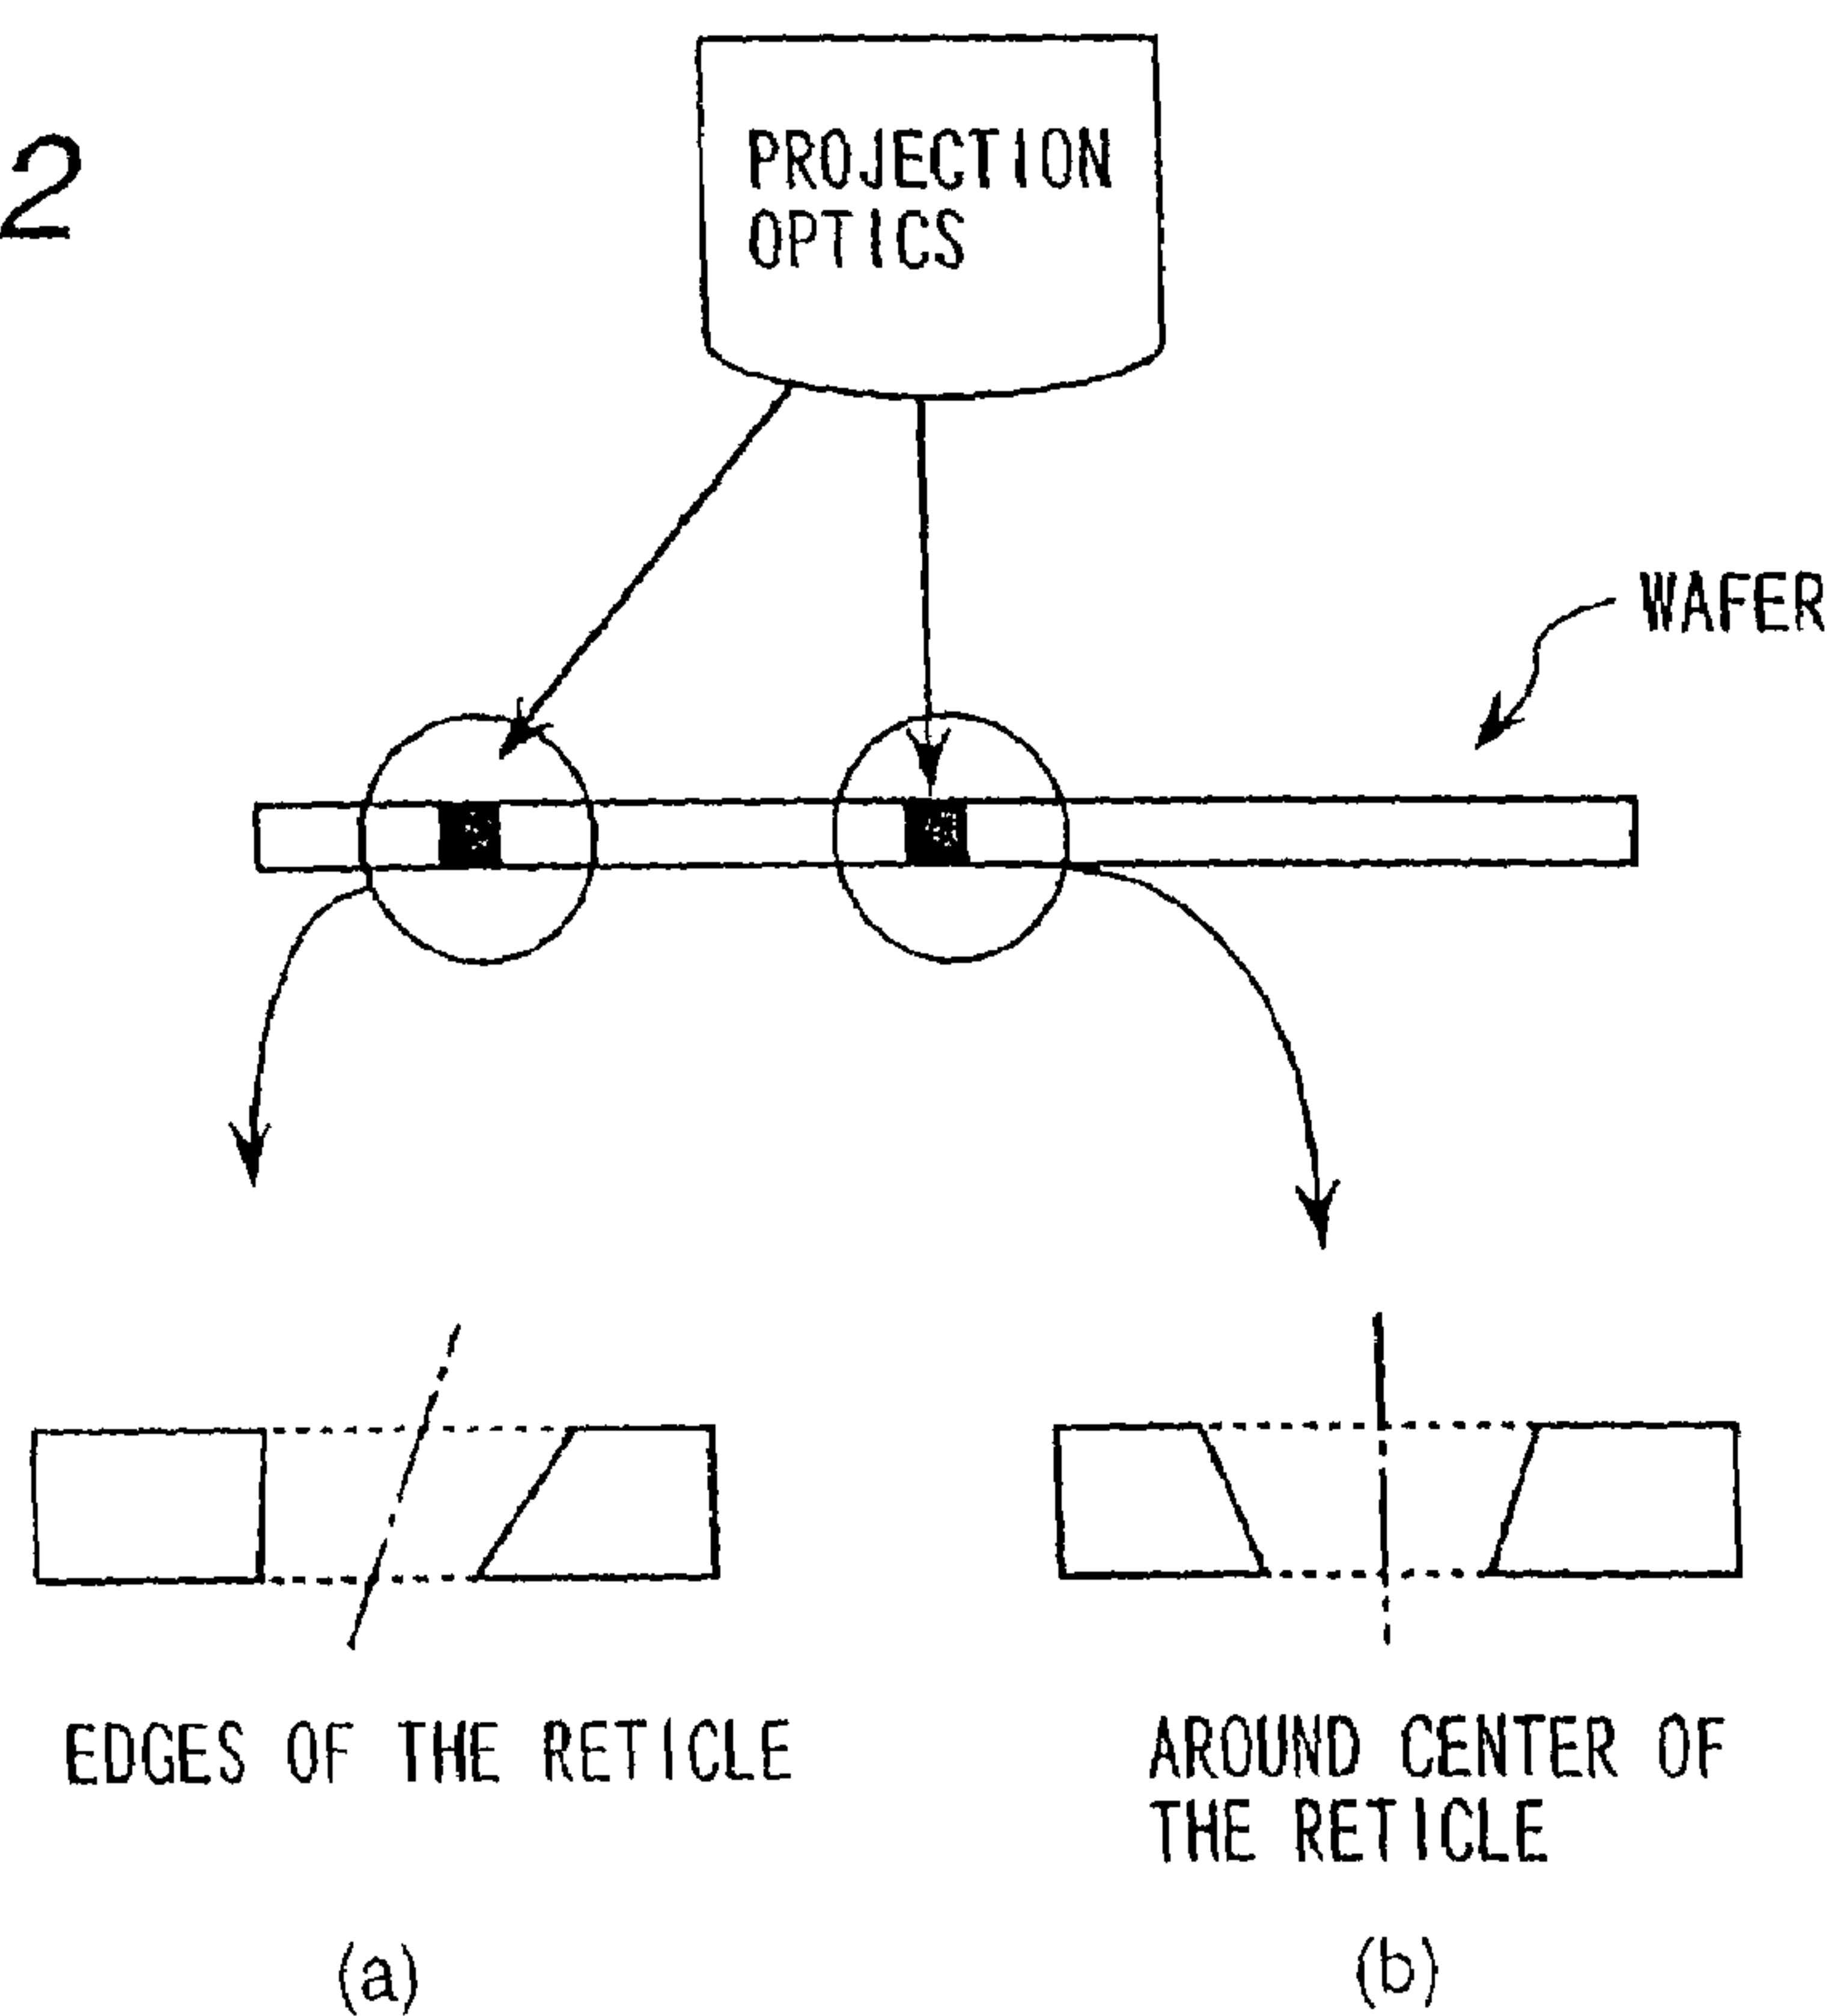 2
PROJECTION
OPTICS
WAFER
EDGES OF THE RETICLE
AROUND CENTER OF
THE RETICLE
(a)
(b)